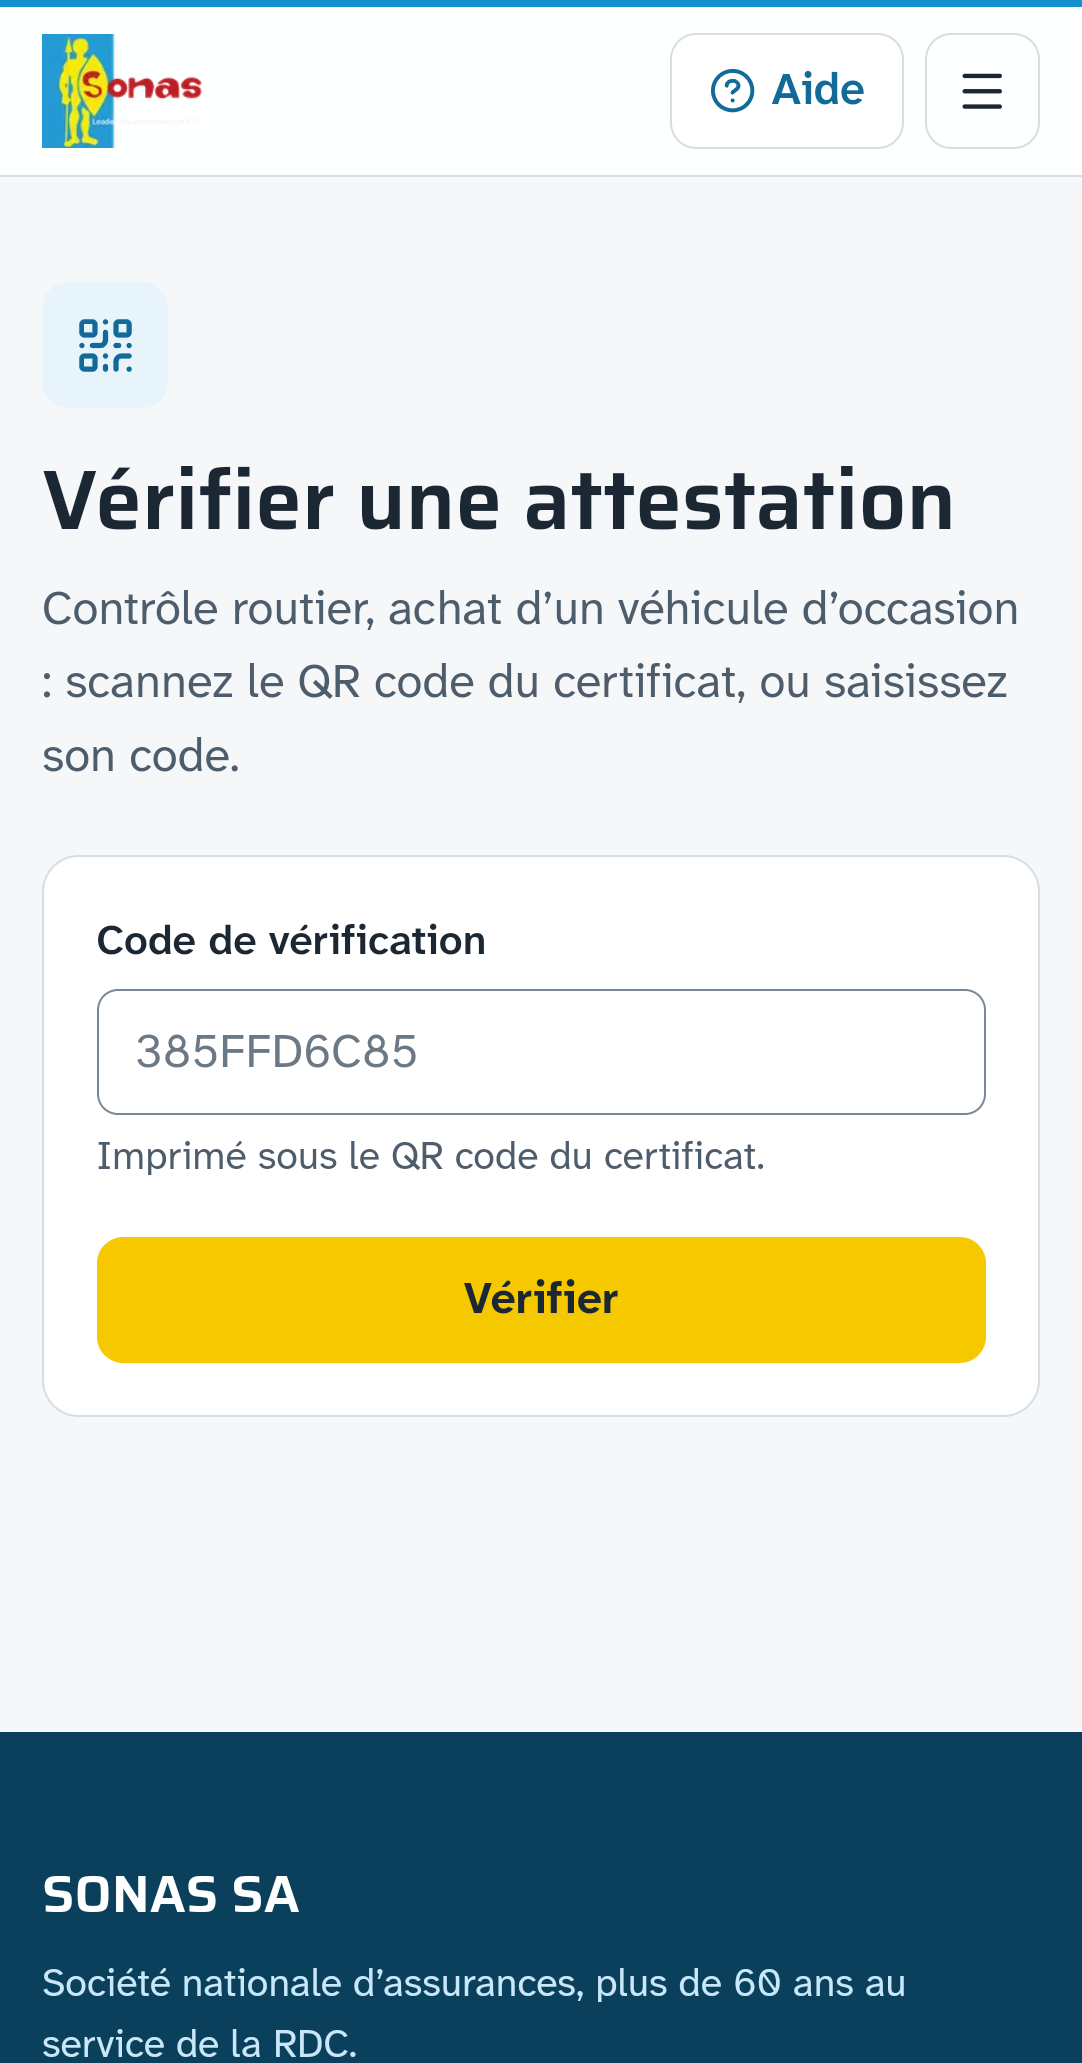 Sonas
Aide
Vérifier une attestation
Contrôle routier, achat d’un véhicule d’occasion
: scannez le QR code du certificat, ou saisissez
son code.
Code de vérification
385FFD6C85
Imprimé sous le QR code du certificat.
Vérifier
SONAS SA
Société nationale d’assurances, plus de 60 ans au
service de la RDC.